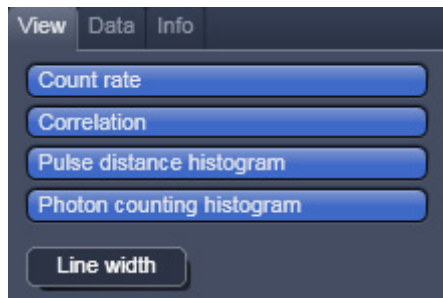 View Data Info
Count rate
Correlation
Pulse distance histogram
Photon counting histogram
Line width